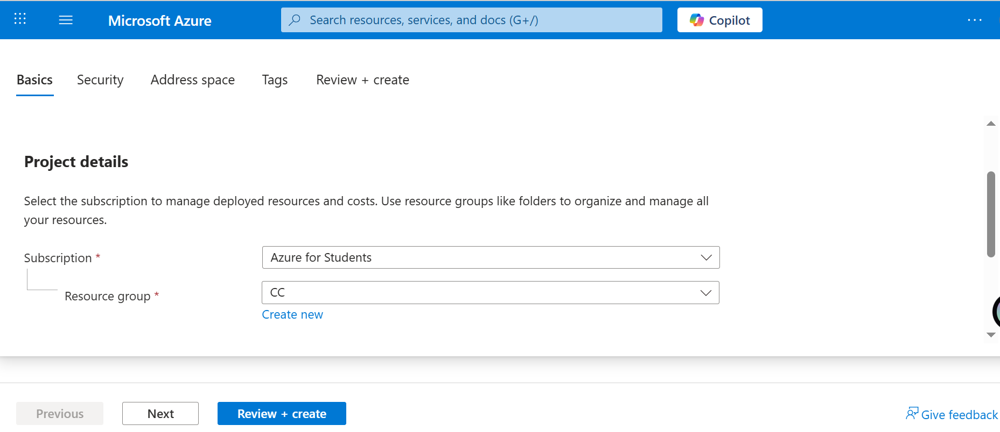 Microsoft Azure
Search resources, services, and docs (G+/)
Copilot
Basics
Security
Address space
Tags
Review + create
Project details
Select the subscription to manage deployed resources and costs. Use resource groups like folders to organize and manage all
your resources.
Subscription *
Azure for Students
Resource group *
CC
Create new
Previous
Next
Review + create
Give feedback